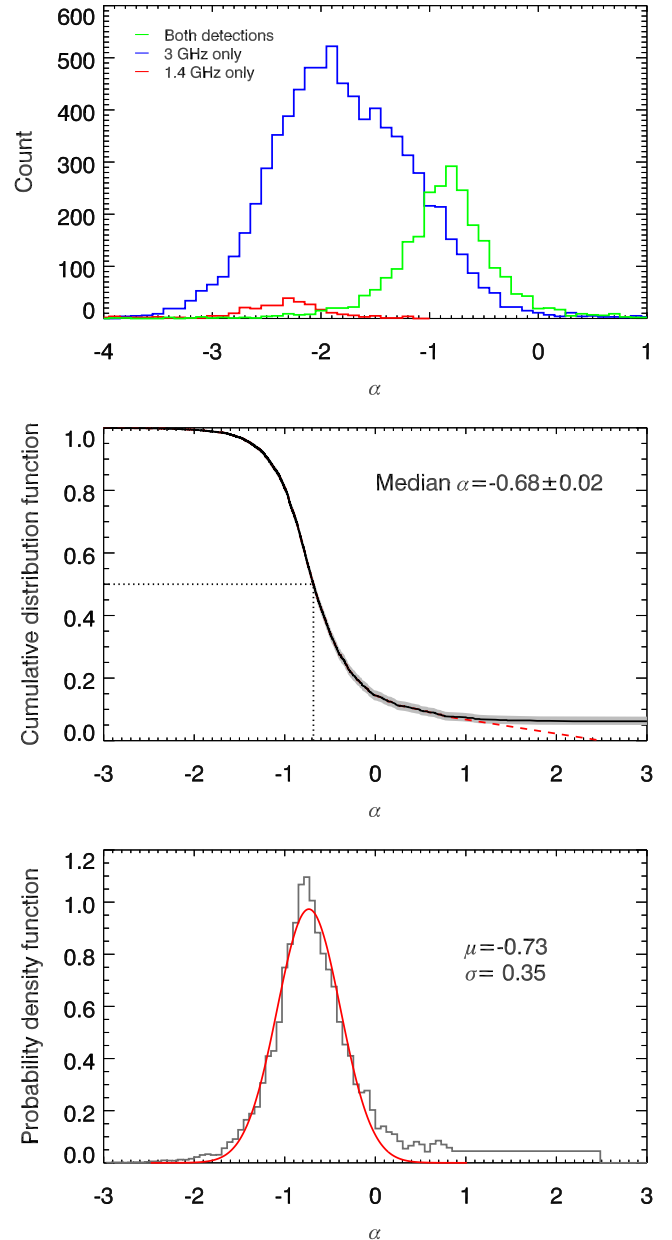 600
500
400
300
200
100
0
Count
Both detections
3 GHz only
1.4 GHz only
-4 -3 -2 -1 0 1
α
1.0
0.8
0.6
0.4
0.2
0.0
Cumulative distribution function
Median α=-0.68±0.02
-3 -2 -1 0 1 2 3
α
1.2
1.0
0.8
0.6
0.4
0.2
0.0
Probability density function
μ=-0.73
σ= 0.35
-3 -2 -1 0 1 2 3
α